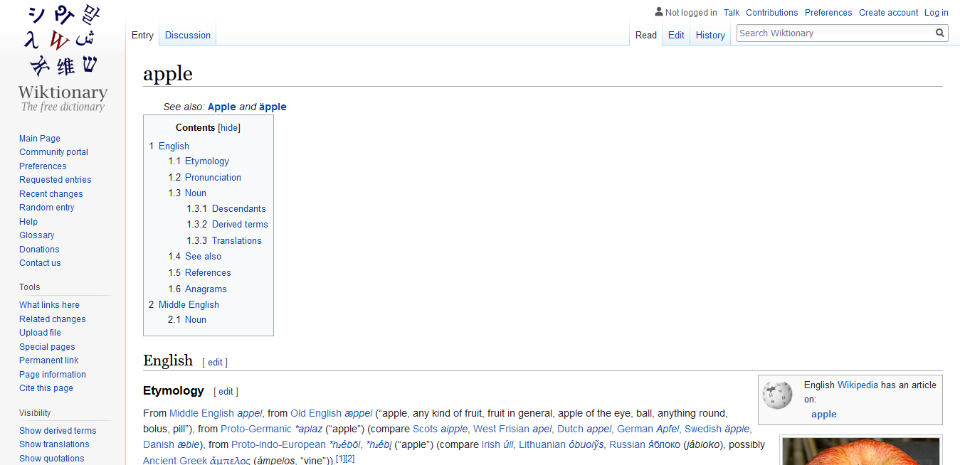 Not logged in Talk Contributions Preferences Create account Log in
Entry Discussion Read Edit History Search Wiktionary
Wiktionary
The free dictionary
Main Page
Community portal
Preferences
Requested entries
Recent changes
Random entry
Help
Glossary
Donations
Contact us
Tools
What links here
Related changes
Upload file
Special pages
Permanent link
Page information
Cite this page
Visibility
Show derived terms
Show translations
Show quotations
apple
See also: Apple and äpple
Contents [hide]
1 English
1.1 Etymology
1.2 Pronunciation
1.3 Noun
1.3.1 Descendants
1.3.2 Derived terms
1.3.3 Translations
1.4 See also
1.5 References
1.6 Anagrams
2 Middle English
2.1 Noun
English [ edit ]
Etymology [ edit ]
From Middle English appel, from Old English æppel (“apple, any kind of fruit, fruit in general, apple of the eye, ball, anything round,
bolus, pill”), from Proto-Germanic *aplaz (“apple”) (compare Scots aipple, West Frisian apel, Dutch appel, German Apfel, Swedish äpple,
Danish æble), from Proto-Indo-European *h₂ébōl, *h₂ébl̥ (“apple”) (compare Irish úll, Lithuanian óbuolỹs, Russian я́блоко (jábloko), possibly
Ancient Greek ἄμπελος (ámpelos, “vine”)).[1][2]
English Wikipedia has an article
on:
apple